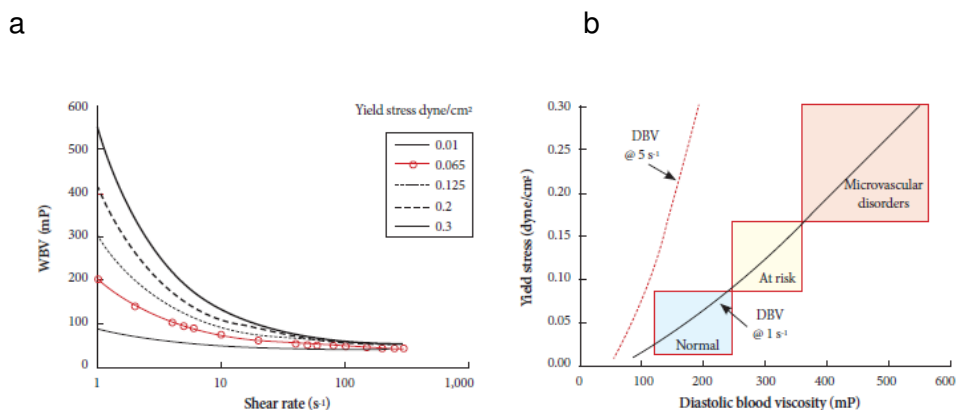 a
b
600
500
400
300
200
100
0
WBV (mP)
1
10
100
1,000
Shear rate (s-1)
Yield stress dyne/cm2
0.01
0.065
0.125
0.2
0.3
0.30
0.25
0.20
0.15
0.10
0.05
0.00
Yield stress (dyne/cm2)
DBV
@ 5 s-1
Microvascular
disorders
At risk
DBV
@ 1 s-1
Normal
0
100
200
300
400
500
600
Diastolic blood viscosity (mP)